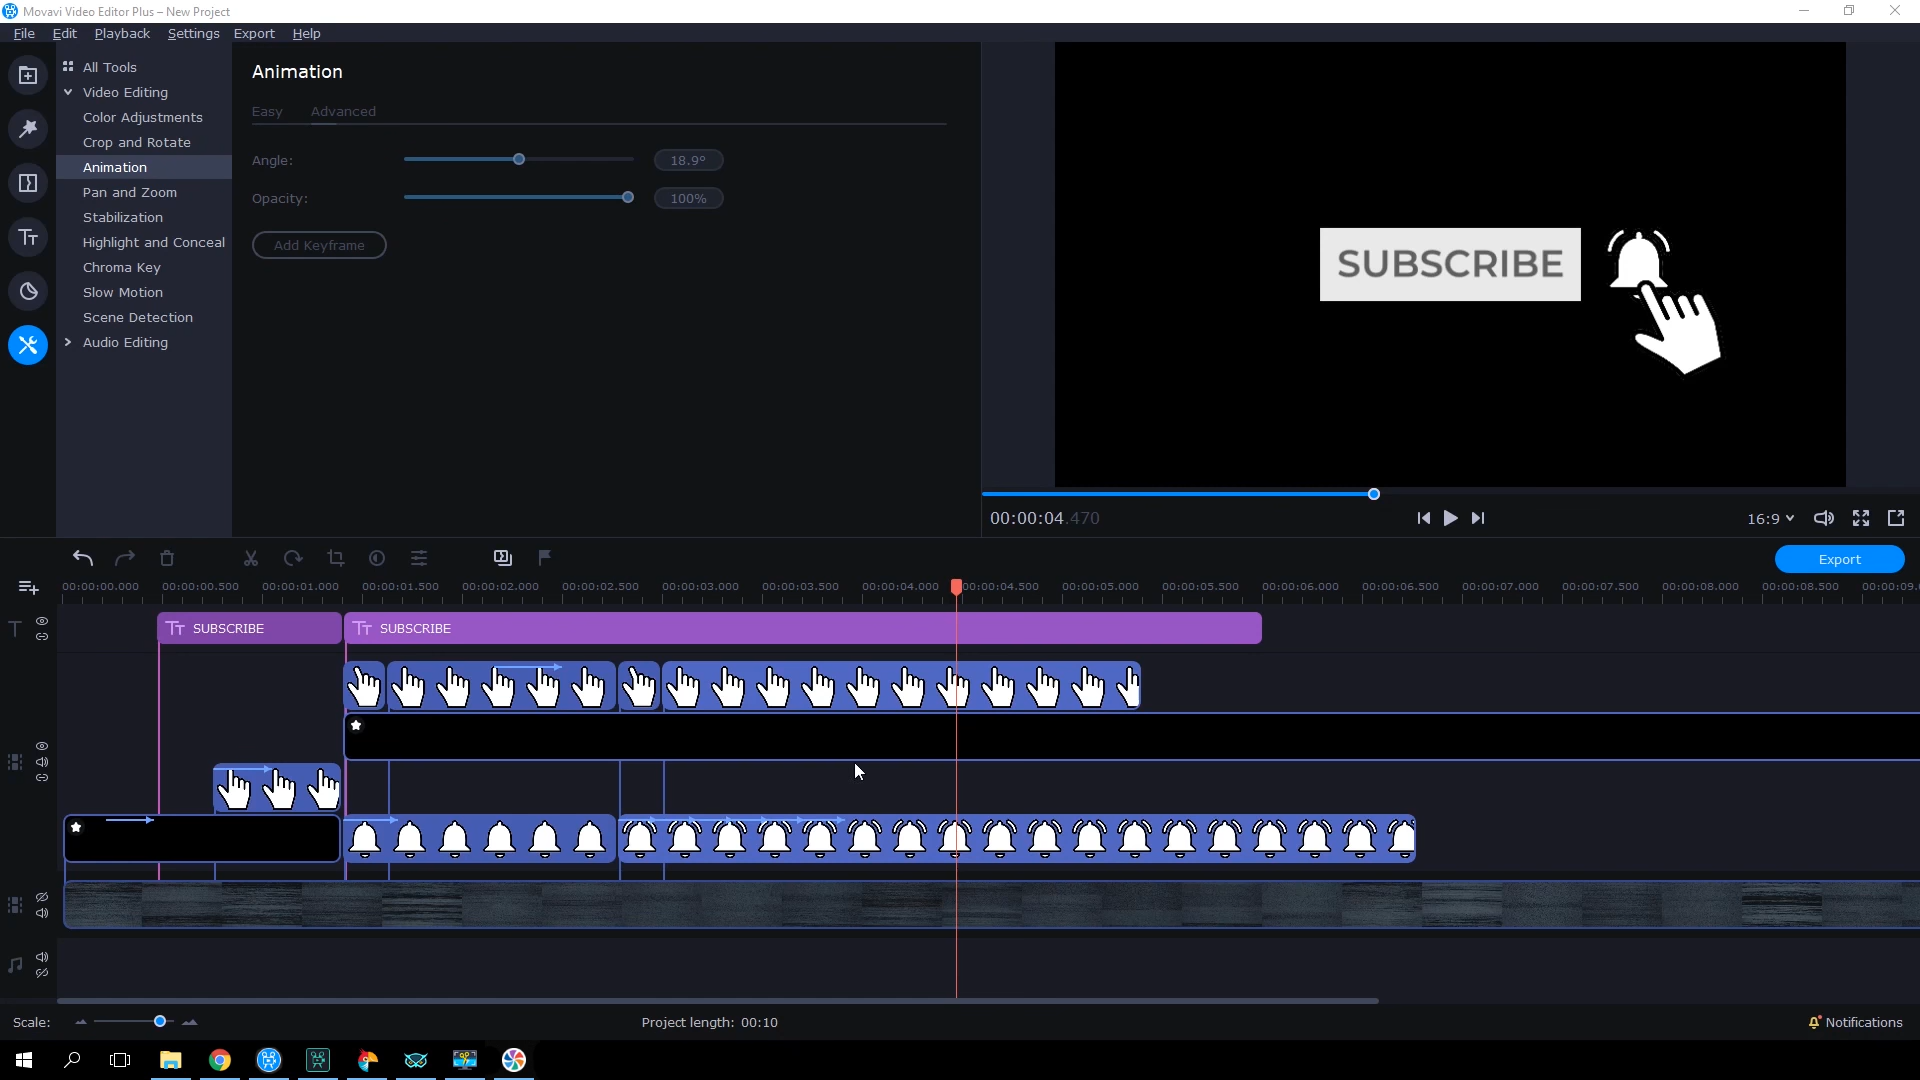 Movavi Video Editor Plus – New Project
File Edit Playback Settings Export Help
All Tools
Video Editing
Color Adjustments
Crop and Rotate
Animation
Pan and Zoom
Stabilization
Highlight and Conceal
Chroma Key
Slow Motion
Scene Detection
Audio Editing
Animation
Easy Advanced
Angle: 18.9°
Opacity: 100%
Add Keyframe
SUBSCRIBE
00:00:04.470
16:9
Export
00:00:00.000 00:00:00.500 00:00:01.000 00:00:01.500 00:00:02.000 00:00:02.500 00:00:03.000 00:00:03.500 00:00:04.000 00:00:04.500 00:00:05.000 00:00:05.500 00:00:06.000 00:00:06.500 00:00:07.000 00:00:07.500 00:00:08.000 00:00:08.500 00:00:09.
TT SUBSCRIBE TT SUBSCRIBE
Scale:
Project length: 00:10
Notifications